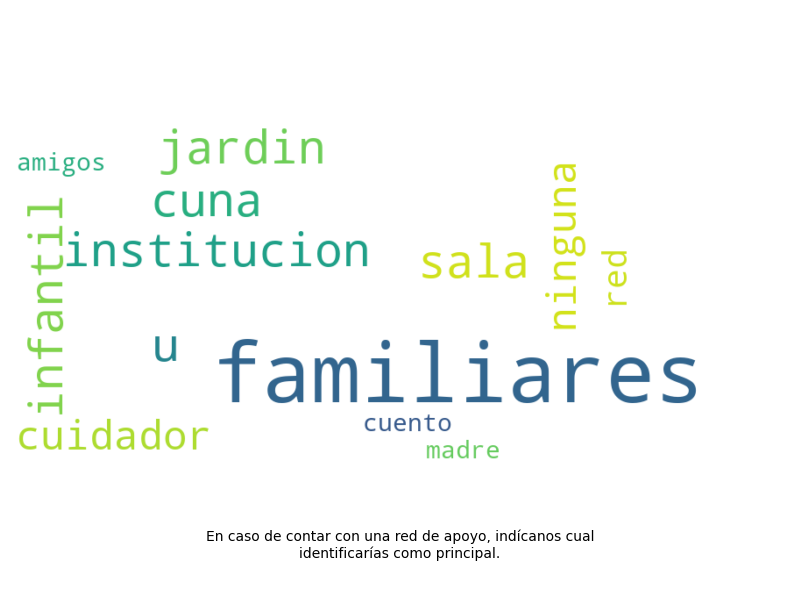 jardin
amigos
cuna
infantil
institucion
sala
ninguna
red
u
familiares
cuento
cuidador
madre
En caso de contar con una red de apoyo, indícanos cual
identificarías como principal.